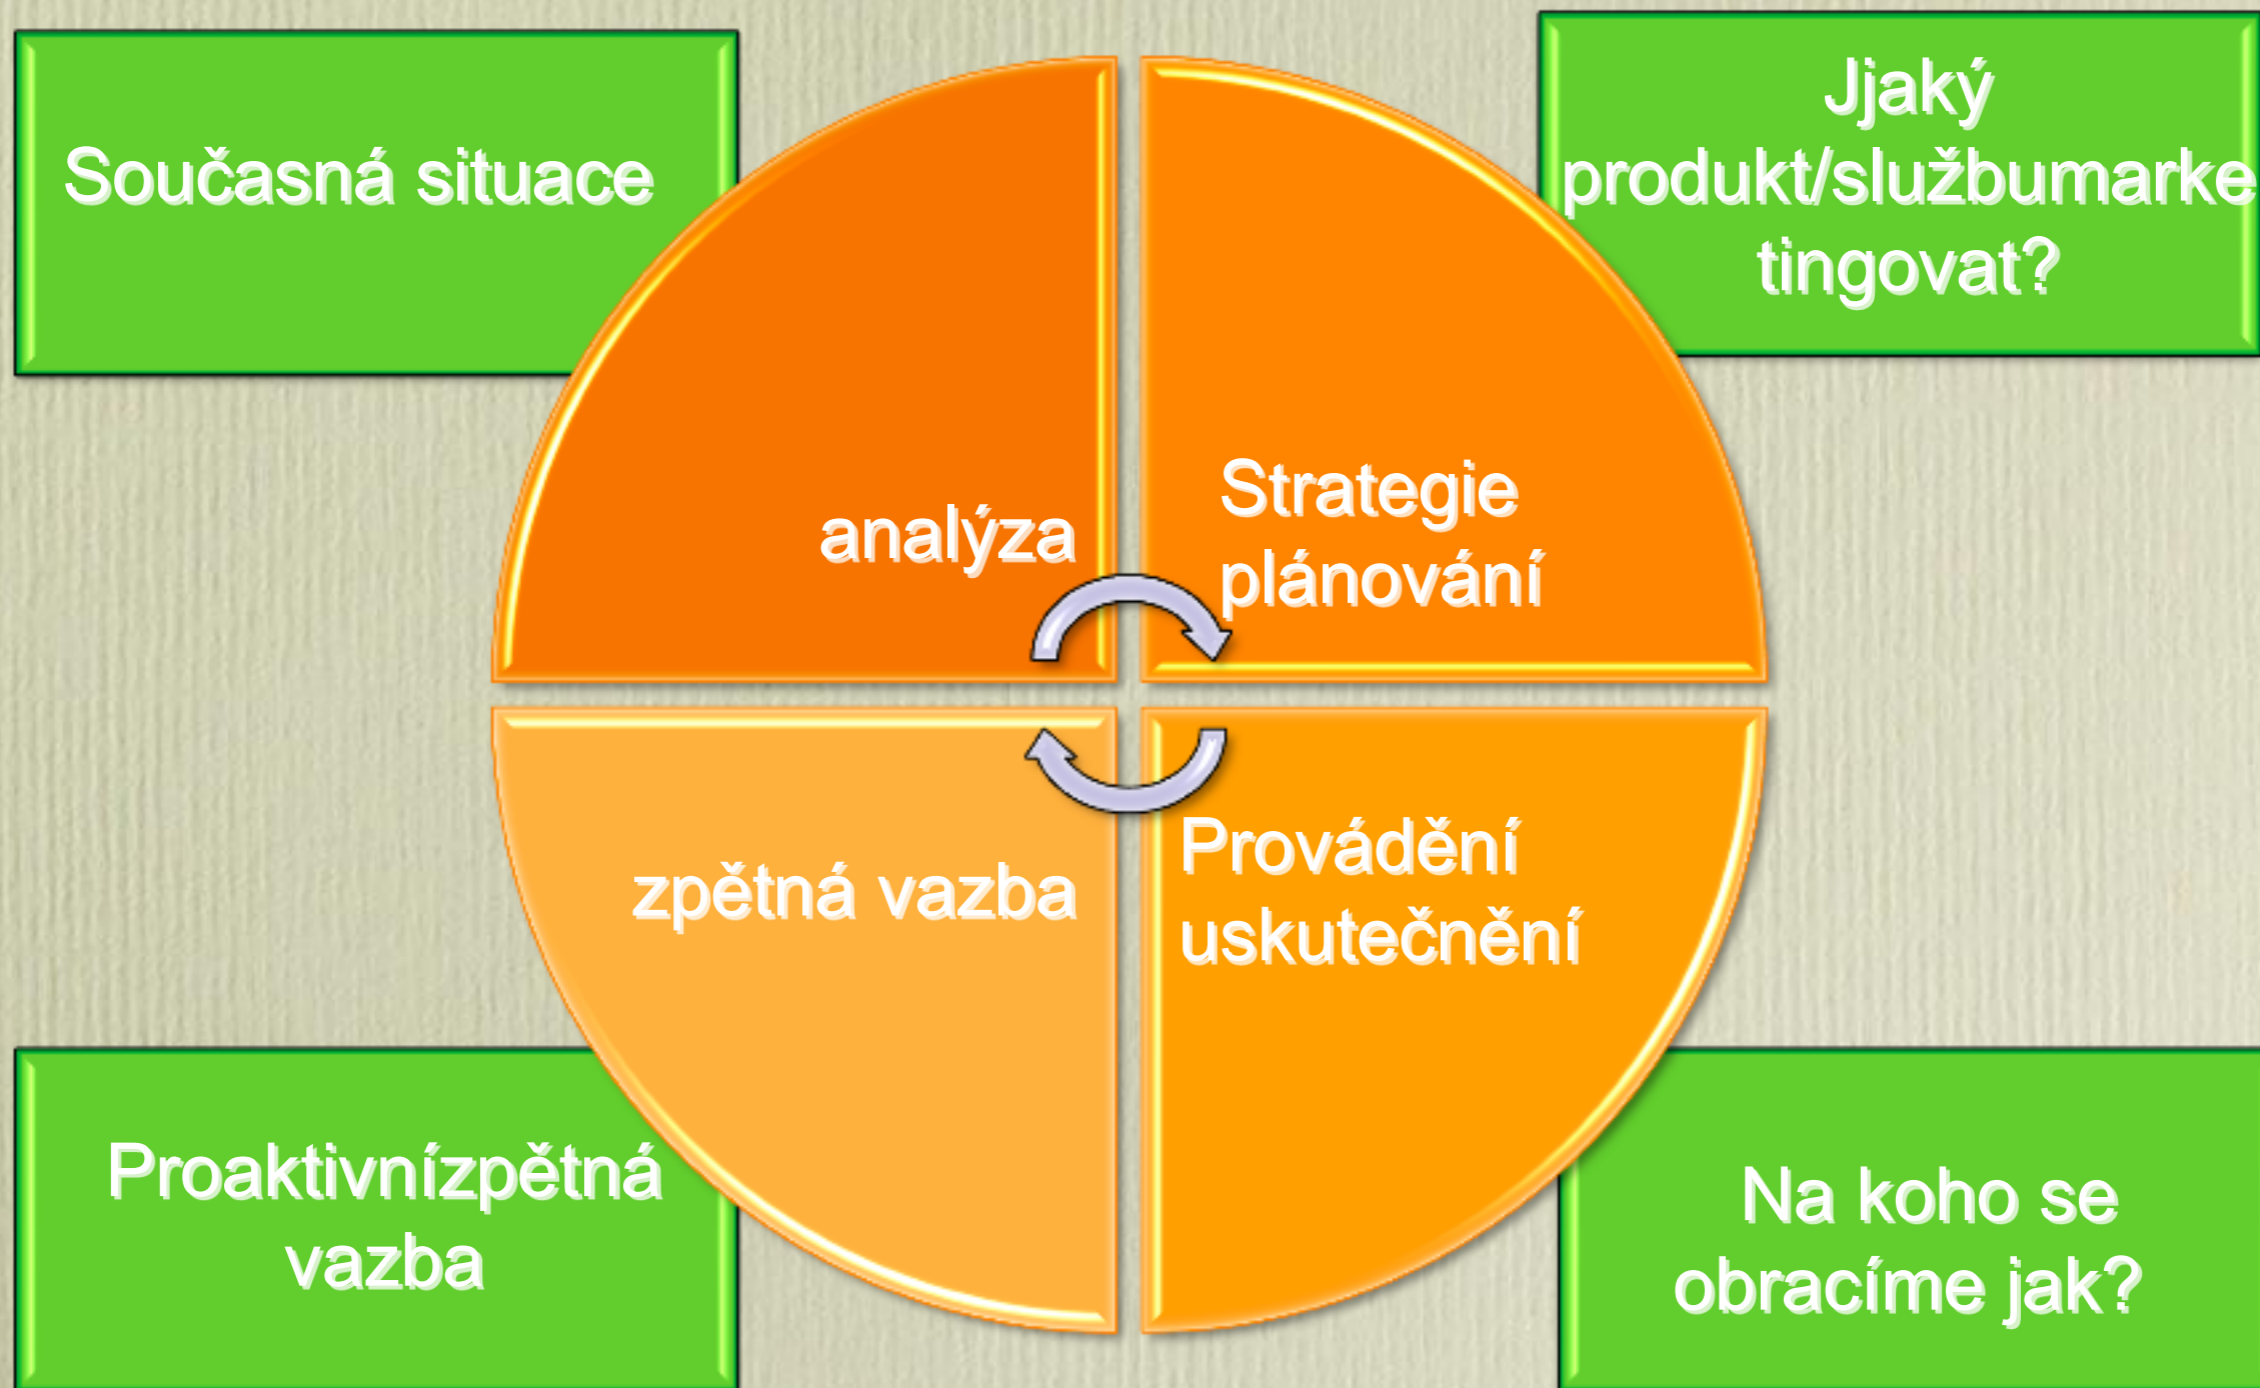 Současná situace
Jjaký
produkt/službumarke
tingovat?
analýza
Strategie
plánování
zpětná vazba
Provádění
uskutečnění
Proaktivnízpětná
vazba
Na koho se
obracíme jak?